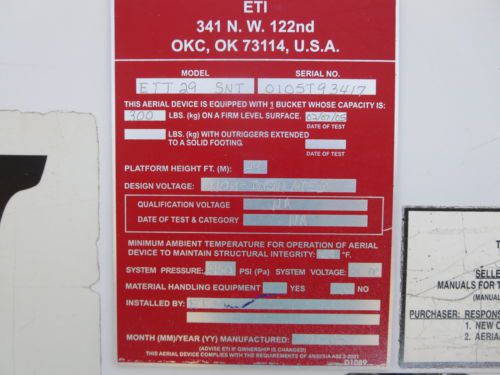 ETI
341 N. W. 122nd
OKC, OK 73114, U.S.A.
MODEL SERIAL NO.
ETT29 SNT 0105T93417
THIS AERIAL DEVICE IS EQUIPPED WITH 1 BUCKET WHOSE CAPACITY IS:
300 LBS. (kg) ON A FIRM LEVEL SURFACE.
DATE OF TEST
LBS. (kg) WITH OUTRIGGERS EXTENDED
TO A SOLID FOOTING.
DATE OF TEST
PLATFORM HEIGHT FT. (M):
DESIGN VOLTAGE:
QUALIFICATION VOLTAGE NA
DATE OF TEST & CATEGORY NA
MINIMUM AMBIENT TEMPERATURE FOR OPERATION OF AERIAL
DEVICE TO MAINTAIN STRUCTURAL INTEGRITY: °F.
SYSTEM PRESSURE: PSI (Pa) SYSTEM VOLTAGE:
MATERIAL HANDLING EQUIPMENT YES NO
INSTALLED BY:
MONTH (MM)/YEAR (YY) MANUFACTURED:
(ADVISE ETI IF OWNERSHIP IS CHANGED)
THIS AERIAL DEVICE COMPLIES WITH THE REQUIREMENTS OF ANSI/SIA A92.2-2001
D1089
SELLE
MANUALS FOR T
(MANUAL
PURCHASER: RESPONS
1. NEW O
2. AERIA